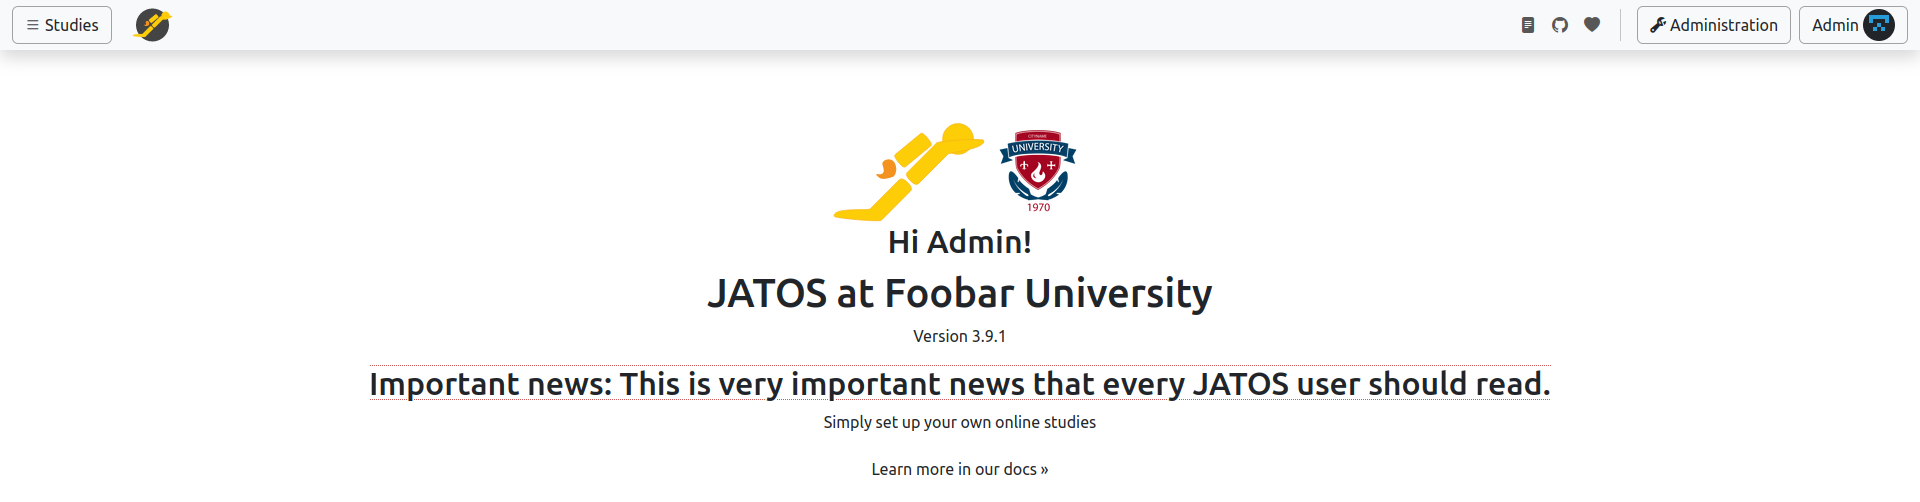 Studies
Administration
Admin
CITYNAME
UNIVERSITY
1970
Hi Admin!
JATOS at Foobar University
Version 3.9.1
Important news: This is very important news that every JATOS user should read.
Simply set up your own online studies
Learn more in our docs »